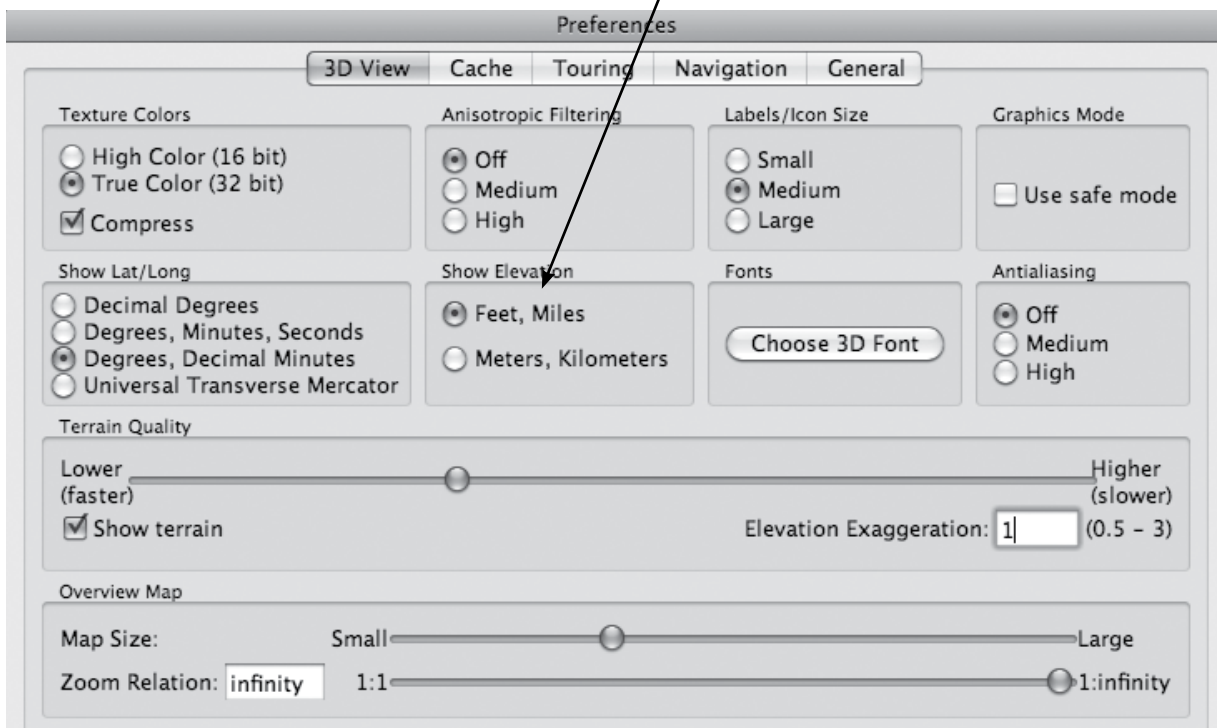 Preferences
3D View Cache Touring Navigation General
Texture Colors
High Color (16 bit)
True Color (32 bit)
Compress
Anisotropic Filtering
Off
Medium
High
Labels/Icon Size
Small
Medium
Large
Graphics Mode
Use safe mode
Show Lat/Long
Decimal Degrees
Degrees, Minutes, Seconds
Degrees, Decimal Minutes
Universal Transverse Mercator
Show Elevation
Feet, Miles
Meters, Kilometers
Fonts
Choose 3D Font
Antialiasing
Off
Medium
High
Terrain Quality
Lower
(faster)
Higher
(slower)
Show terrain
Elevation Exaggeration: 1 (0.5 – 3)
Overview Map
Map Size: Small Large
Zoom Relation: infinity 1:1 1:infinity